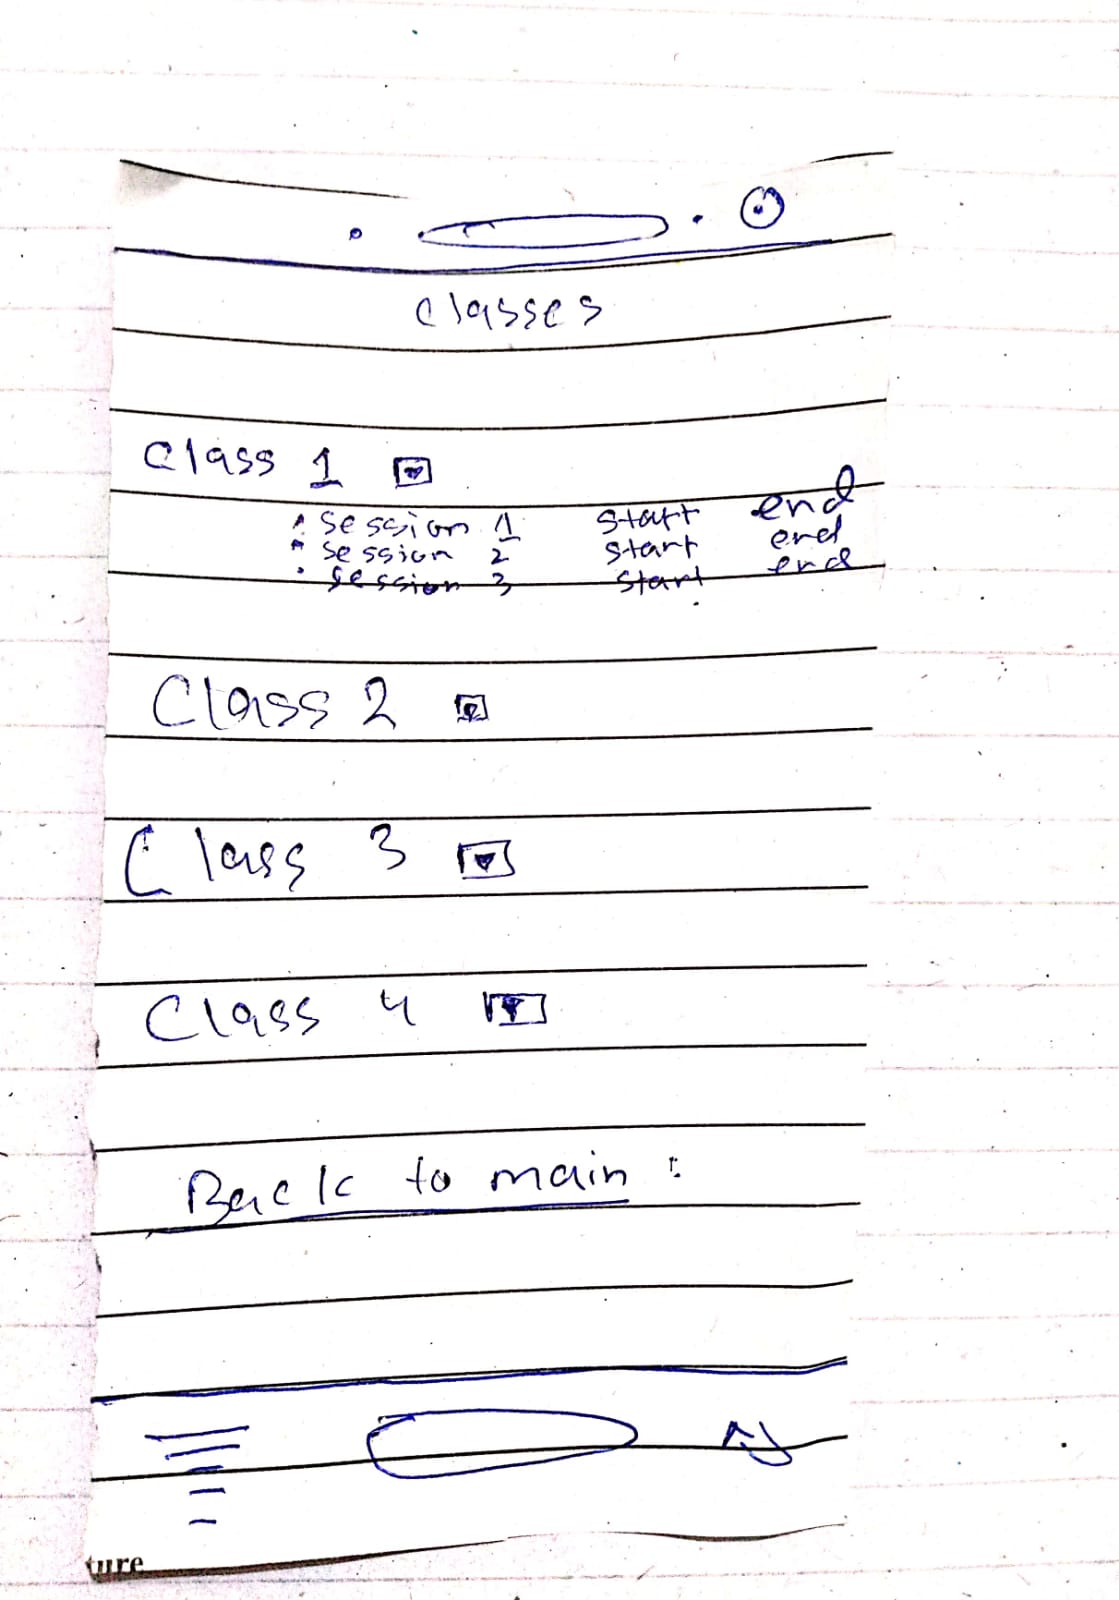 classes
Class 1
Session 1 start end
Session 2 start end
Session 3 start end
Class 2
Class 3
Class 4
Back to main :
ture